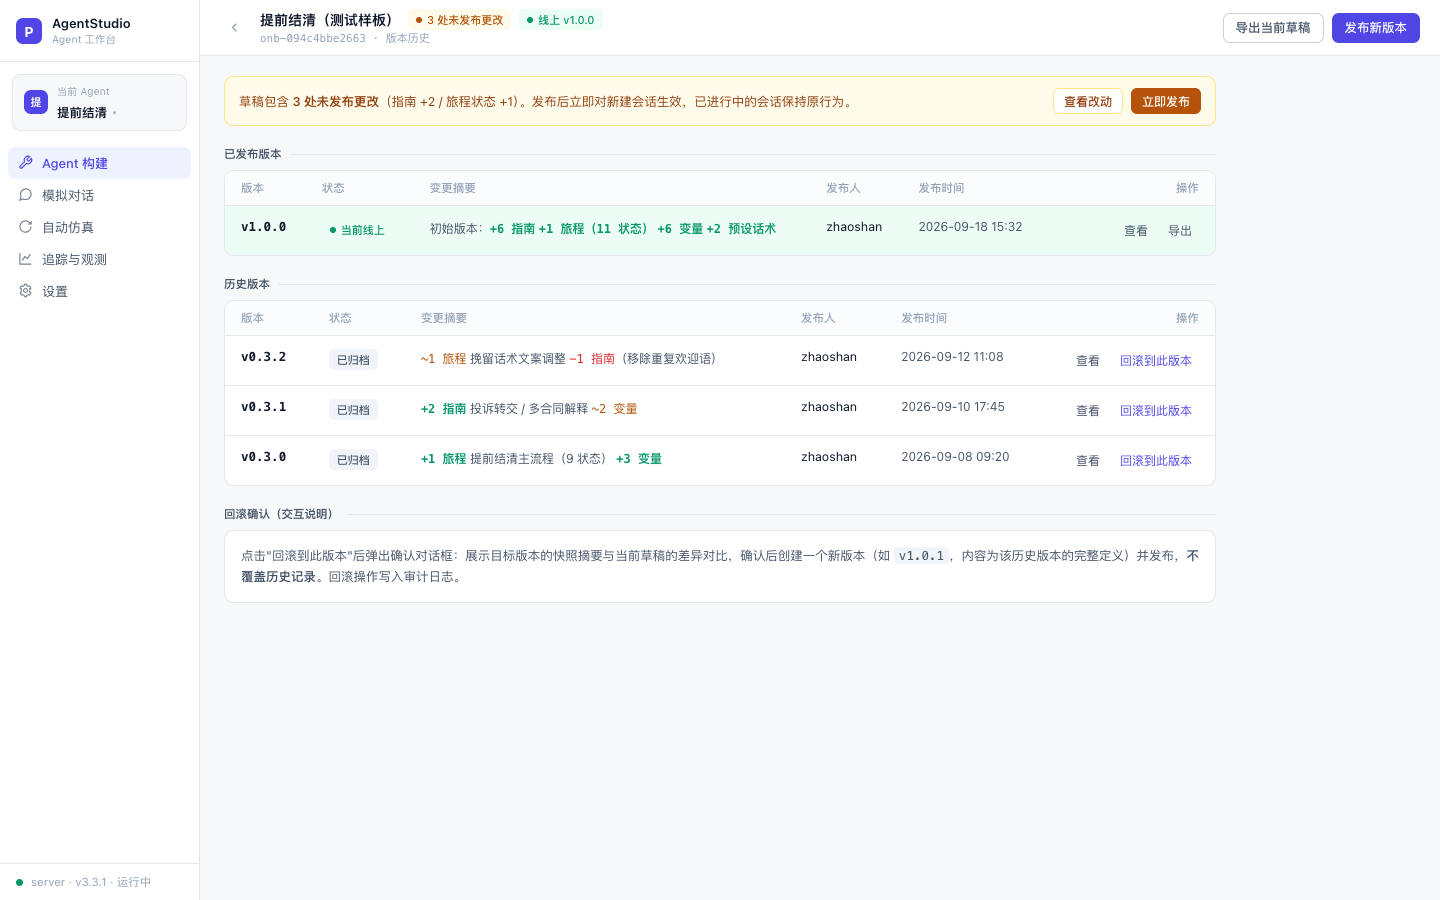 P
AgentStudio
Agent 工作台
提
当前 Agent
提前结清
Agent 构建
模拟对话
自动仿真
追踪与观测
设置
server · v3.3.1 · 运行中
提前结清（测试样板） 3 处未发布更改 线上 v1.0.0
onb-094c4bbe2663 · 版本历史
导出当前草稿 发布新版本
草稿包含 3 处未发布更改（指南 +2 / 旅程状态 +1）。发布后立即对新建会话生效，已进行中的会话保持原行为。 查看改动 立即发布
已发布版本
版本 状态 变更摘要 发布人 发布时间 操作
v1.0.0 当前线上 初始版本：+6 指南 +1 旅程（11 状态） +6 变量 +2 预设话术 zhaoshan 2026-09-18 15:32 查看 导出
历史版本
版本 状态 变更摘要 发布人 发布时间 操作
v0.3.2 已归档 ~1 旅程 挽留话术文案调整 −1 指南（移除重复欢迎语） zhaoshan 2026-09-12 11:08 查看 回滚到此版本
v0.3.1 已归档 +2 指南 投诉转交 / 多合同解释 ~2 变量 zhaoshan 2026-09-10 17:45 查看 回滚到此版本
v0.3.0 已归档 +1 旅程 提前结清主流程（9 状态） +3 变量 zhaoshan 2026-09-08 09:20 查看 回滚到此版本
回滚确认（交互说明）
点击"回滚到此版本"后弹出确认对话框：展示目标版本的快照摘要与当前草稿的差异对比，确认后创建一个新版本（如 v1.0.1，内容为该历史版本的完整定义）并发布，不
覆盖历史记录。回滚操作写入审计日志。